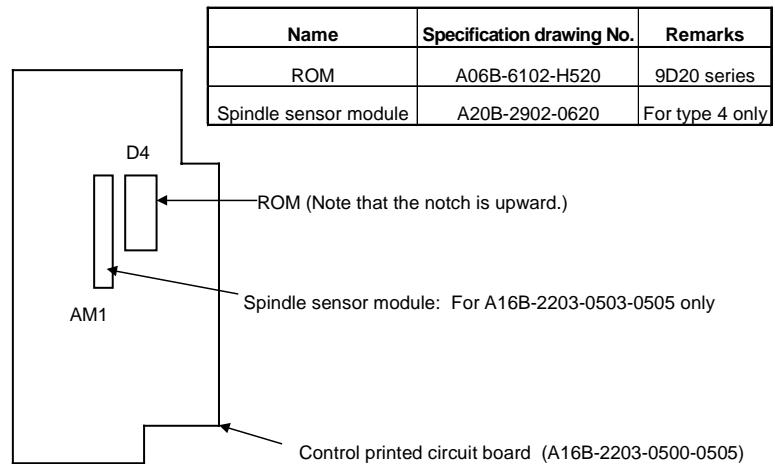 Name Specification drawing No. Remarks
ROM A06B-6102-H520 9D20 series
Spindle sensor module A20B-2902-0620 For type 4 only
D4
ROM (Note that the notch is upward.)
Spindle sensor module: For A16B-2203-0503-0505 only
AM1
Control printed circuit board (A16B-2203-0500-0505)